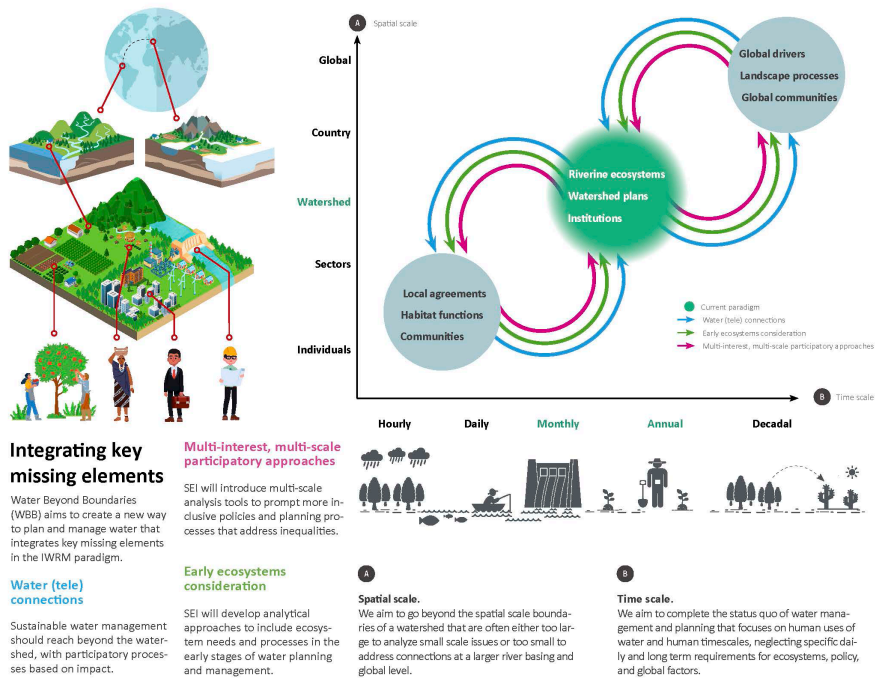 A Spatial scale
Global
Country
Watershed
Sectors
Individuals
Global drivers
Landscape processes
Global communities
Riverine ecosystems
Watershed plans
Institutions
Local agreements
Habitat functions
Communities
Current paradigm
Water (tele) connections
Early ecosystems consideration
Multi-interest, multi-scale participatory approaches
B Time scale
Hourly Daily Monthly Annual Decadal
Integrating key
missing elements
Water Beyond Boundaries
(WBB) aims to create a new way
to plan and manage water that
integrates key missing elements
in the IWRM paradigm.
Water (tele)
connections
Sustainable water management
should reach beyond the water-
shed, with participatory proces-
ses based on impact.
Multi-interest, multi-scale
participatory approaches
SEI will introduce multi-scale
analysis tools to prompt more in-
clusive policies and planning pro-
cesses that address inequalities.
Early ecosystems
consideration
SEI will develop analytical
approaches to include ecosys-
tem needs and processes in the
early stages of water planning
and management.
A
Spatial scale.
We aim to go beyond the spatial scale bounda-
ries of a watershed that are often either too lar-
ge to analyze small scale issues or too small to
address connections at a larger river basing and
global level.
B
Time scale.
We aim to complete the status quo of water ma-
nagement and planning that focuses on human uses of
water and human timescales, neglecting specific dai-
ly and long term requirements for ecosystems, policy,
and global factors.